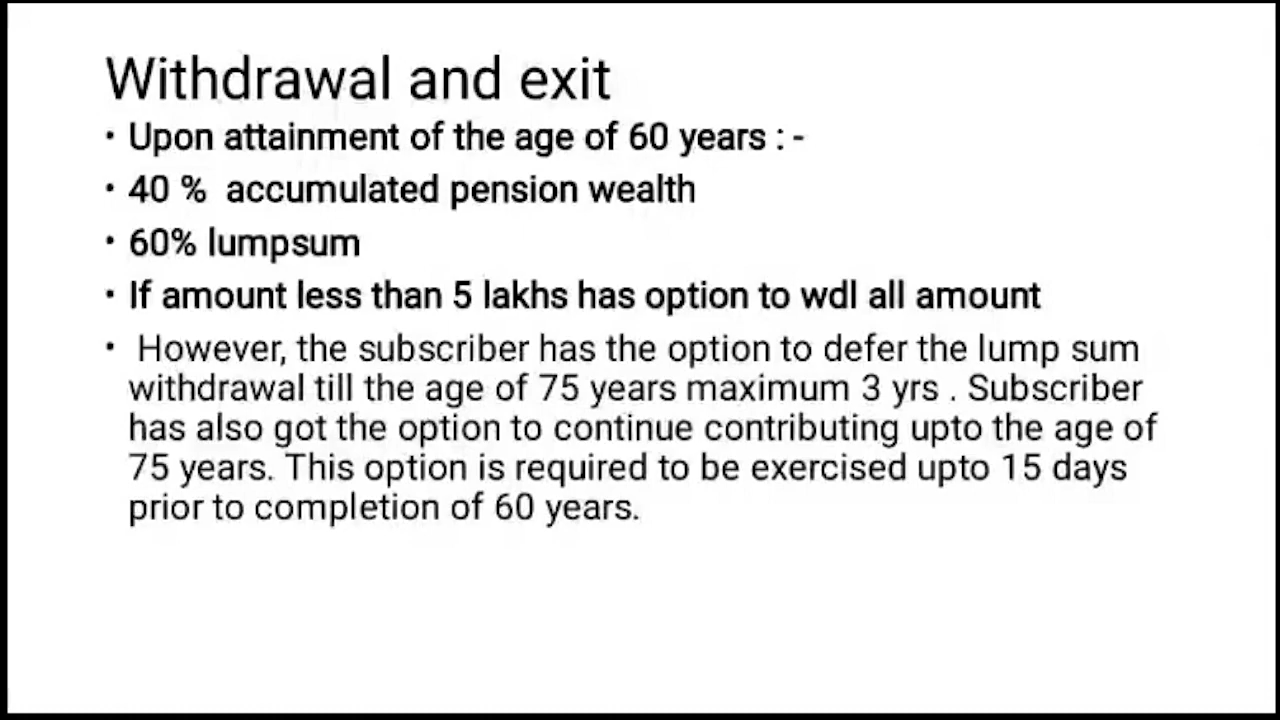 Withdrawal and exit
• Upon attainment of the age of 60 years : -
• 40 %  accumulated pension wealth
• 60% lumpsum
• If amount less than 5 lakhs has option to wdl all amount
•  However, the subscriber has the option to defer the lump sum
withdrawal till the age of 75 years maximum 3 yrs . Subscriber
has also got the option to continue contributing upto the age of
75 years. This option is required to be exercised upto 15 days
prior to completion of 60 years.